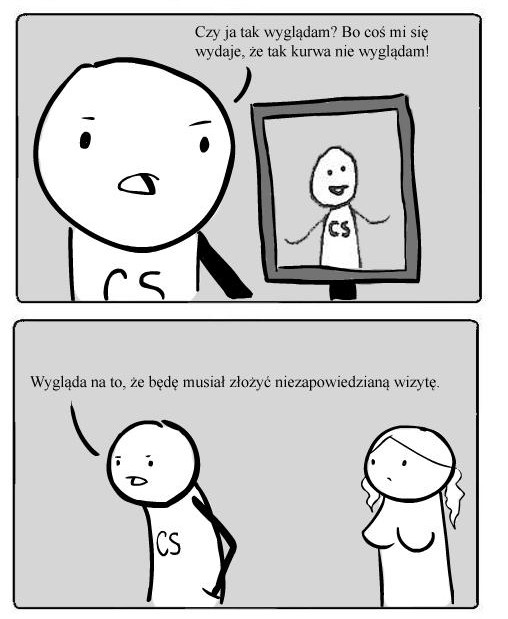 Czy ja tak wyglądam? Bo coś mi się
wydaje, że tak kurwa nie wyglądam!
CS
CS
Wygląda na to, że będę musiał złożyć niezapowiedzianą wizytę.
CS